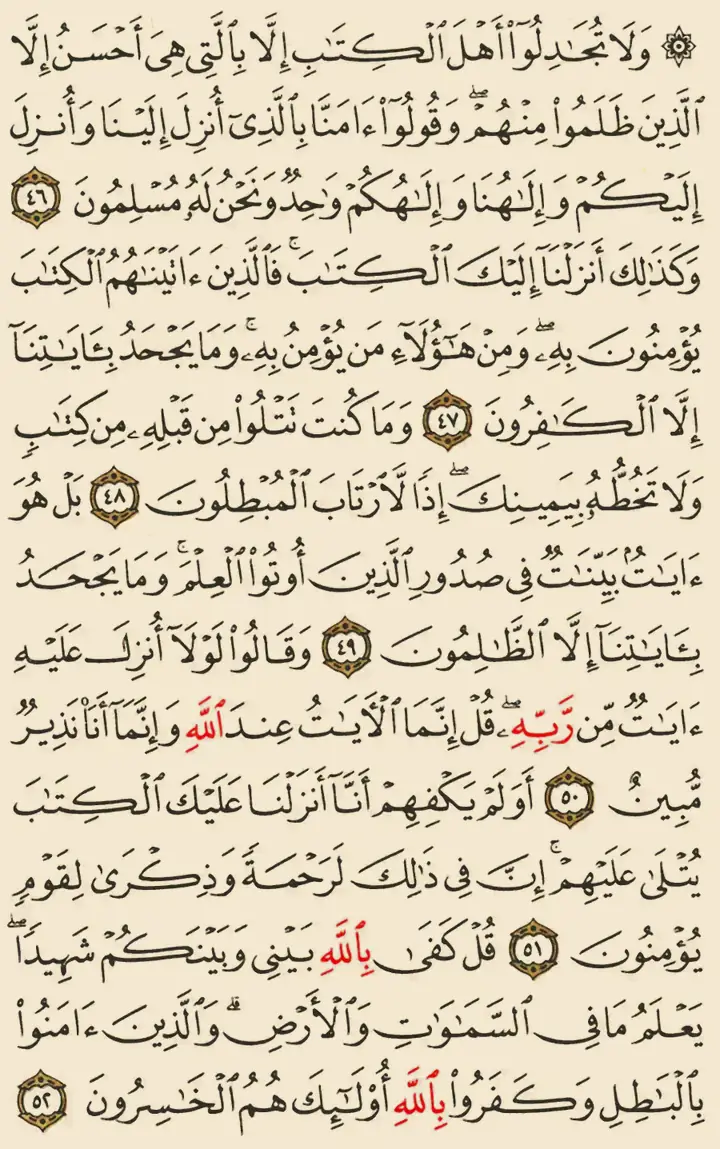 ۞ وَلَا تُجَٰدِلُوٓا۟ أَهْلَ ٱلْكِتَٰبِ إِلَّا بِٱلَّتِى هِىَ أَحْسَنُ إِلَّا
ٱلَّذِينَ ظَلَمُوا۟ مِنْهُمْ ۖ وَقُولُوٓا۟ ءَامَنَّا بِٱلَّذِىٓ أُنزِلَ إِلَيْنَا وَأُنزِلَ
إِلَيْكُمْ وَإِلَٰهُنَا وَإِلَٰهُكُمْ وَٰحِدٌ وَنَحْنُ لَهُۥ مُسْلِمُونَ ٤٦
وَكَذَٰلِكَ أَنزَلْنَآ إِلَيْكَ ٱلْكِتَٰبَ ۚ فَٱلَّذِينَ ءَاتَيْنَٰهُمُ ٱلْكِتَٰبَ
يُؤْمِنُونَ بِهِۦ ۖ وَمِنْ هَٰٓؤُلَآءِ مَن يُؤْمِنُ بِهِۦ ۚ وَمَا يَجْحَدُ بِـَٔايَٰتِنَآ
إِلَّا ٱلْكَٰفِرُونَ ٤٧ وَمَا كُنتَ تَتْلُوا۟ مِن قَبْلِهِۦ مِن كِتَٰبٍ
وَلَا تَخُطُّهُۥ بِيَمِينِكَ ۖ إِذًا لَّٱرْتَابَ ٱلْمُبْطِلُونَ ٤٨ بَلْ هُوَ
ءَايَٰتٌۢ بَيِّنَٰتٌ فِى صُدُورِ ٱلَّذِينَ أُوتُوا۟ ٱلْعِلْمَ ۚ وَمَا يَجْحَدُ
بِـَٔايَٰتِنَآ إِلَّا ٱلظَّٰلِمُونَ ٤٩ وَقَالُوا۟ لَوْلَآ أُنزِلَ عَلَيْهِ
ءَايَٰتٌ مِّن رَّبِّهِۦ ۖ قُلْ إِنَّمَا ٱلْءَايَٰتُ عِندَ ٱللَّهِ وَإِنَّمَآ أَنَا۠ نَذِيرٌ
مُّبِينٌ ٥٠ أَوَلَمْ يَكْفِهِمْ أَنَّآ أَنزَلْنَا عَلَيْكَ ٱلْكِتَٰبَ
يُتْلَىٰ عَلَيْهِمْ ۚ إِنَّ فِى ذَٰلِكَ لَرَحْمَةً وَذِكْرَىٰ لِقَوْمٍ
يُؤْمِنُونَ ٥١ قُلْ كَفَىٰ بِٱللَّهِ بَيْنِى وَبَيْنَكُمْ شَهِيدًا ۖ
يَعْلَمُ مَا فِى ٱلسَّمَٰوَٰتِ وَٱلْأَرْضِ ۗ وَٱلَّذِينَ ءَامَنُوا۟
بِٱلْبَٰطِلِ وَكَفَرُوا۟ بِٱللَّهِ أُو۟لَٰٓئِكَ هُمُ ٱلْخَٰسِرُونَ ٥٢